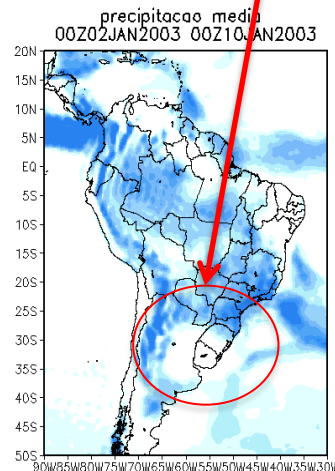 precipitacao media
00Z02JAN2003 00Z10JAN2003
20N
15N
10N
5N
EQ
5S
10S
15S
20S
25S
30S
35S
40S
45S
50S
90W85W80W75W70W65W60W55W50W45W40W35W30W